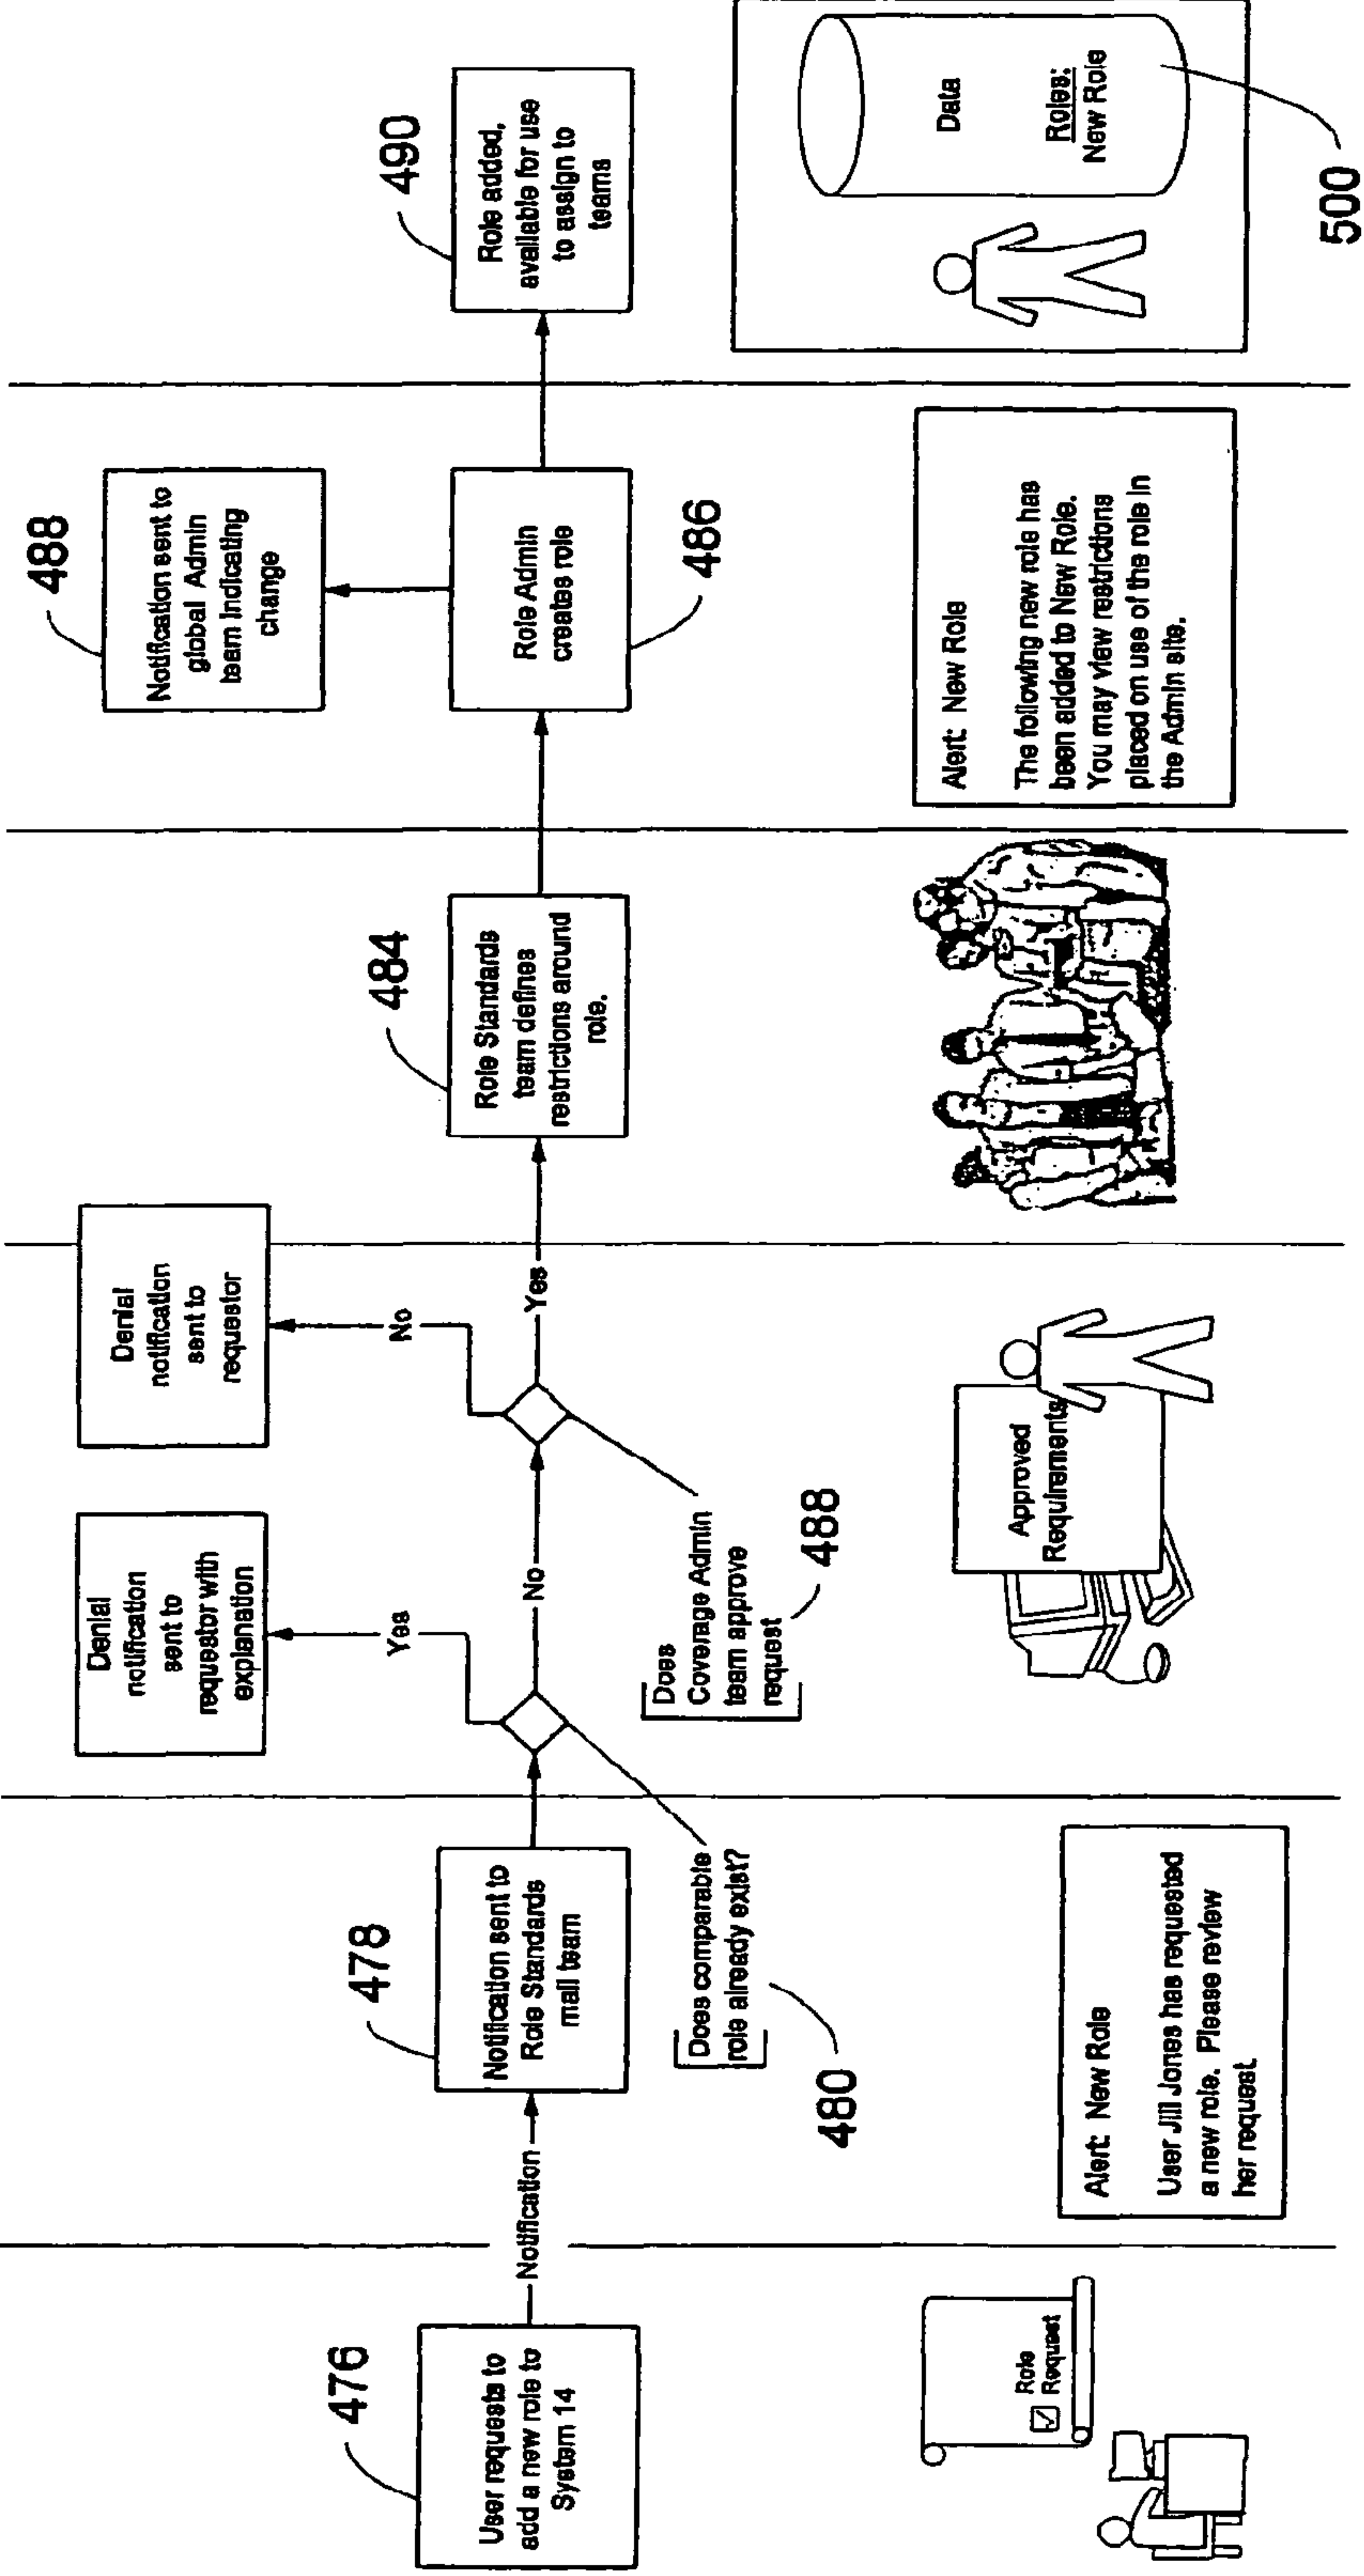 476
User requests to
add a new role to
System 14
Notification
478
Notification sent to
Role Standards
mail team
Does comparable
role already exist?
480
Yes
Denial
notification
sent to
requestor with
explanation
No
Does
Coverage Admin
team approve
request
488
No
Denial
notification
sent to
requestor
Yes
484
Role Standards
team defines
restrictions around
role.
Role Admin
creates role
486
488
Notification sent to
global Admin
team Indicating
change
490
Role added,
available for use
to assign to
teams
Role
Request
Alert: New Role
User Jill Jones has requested
a new role. Please review
her request
Approved
Requirements
Alert: New Role
The following new role has
been added to New Role.
You may view restrictions
placed on use of the role in
the Admin site.
Data
Roles:
New Role
500